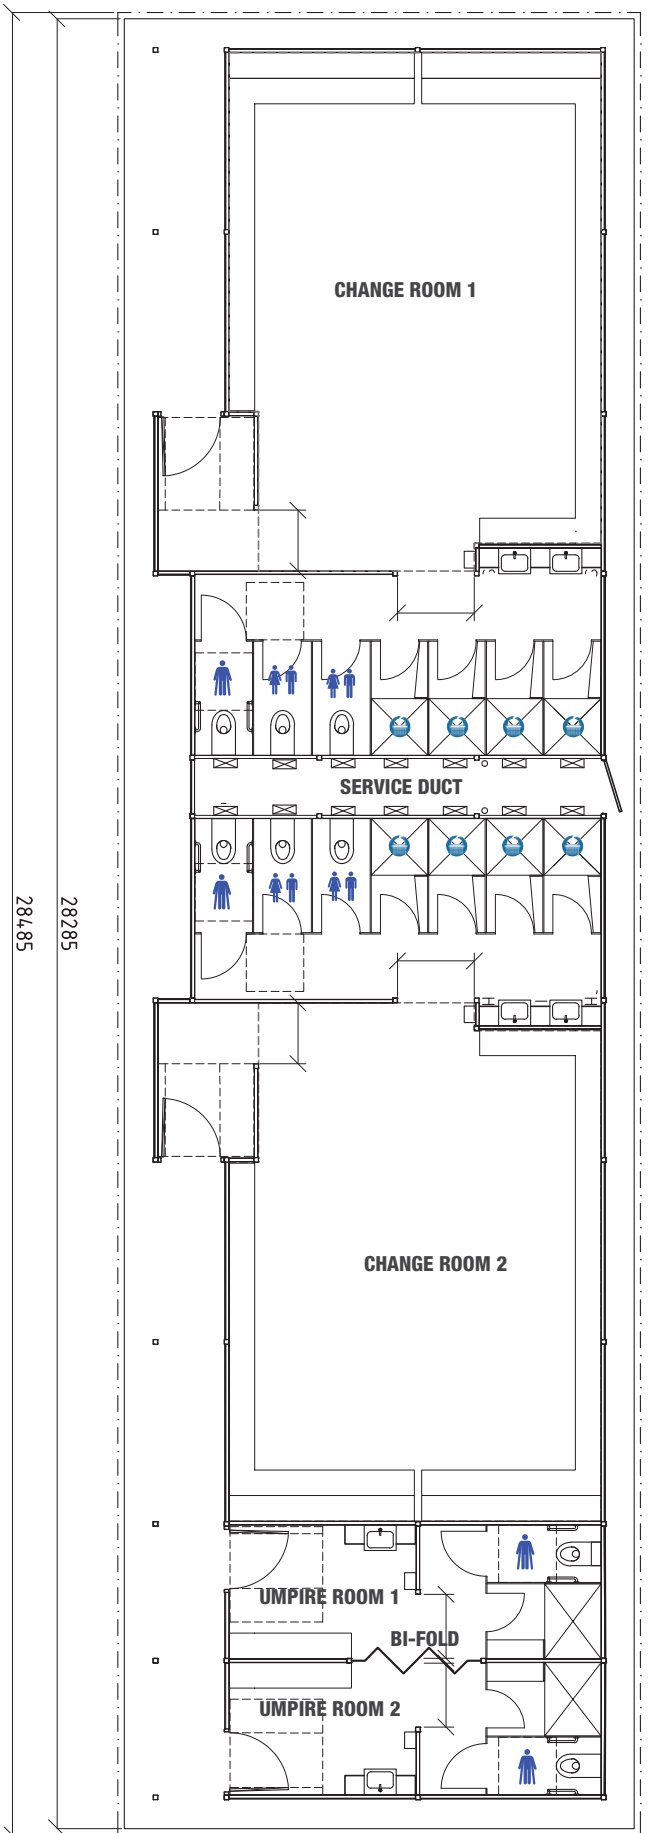 CHANGE ROOM 1
SERVICE DUCT
28285
28485
CHANGE ROOM 2
UMPIRE ROOM 1
BI-FOLD
UMPIRE ROOM 2